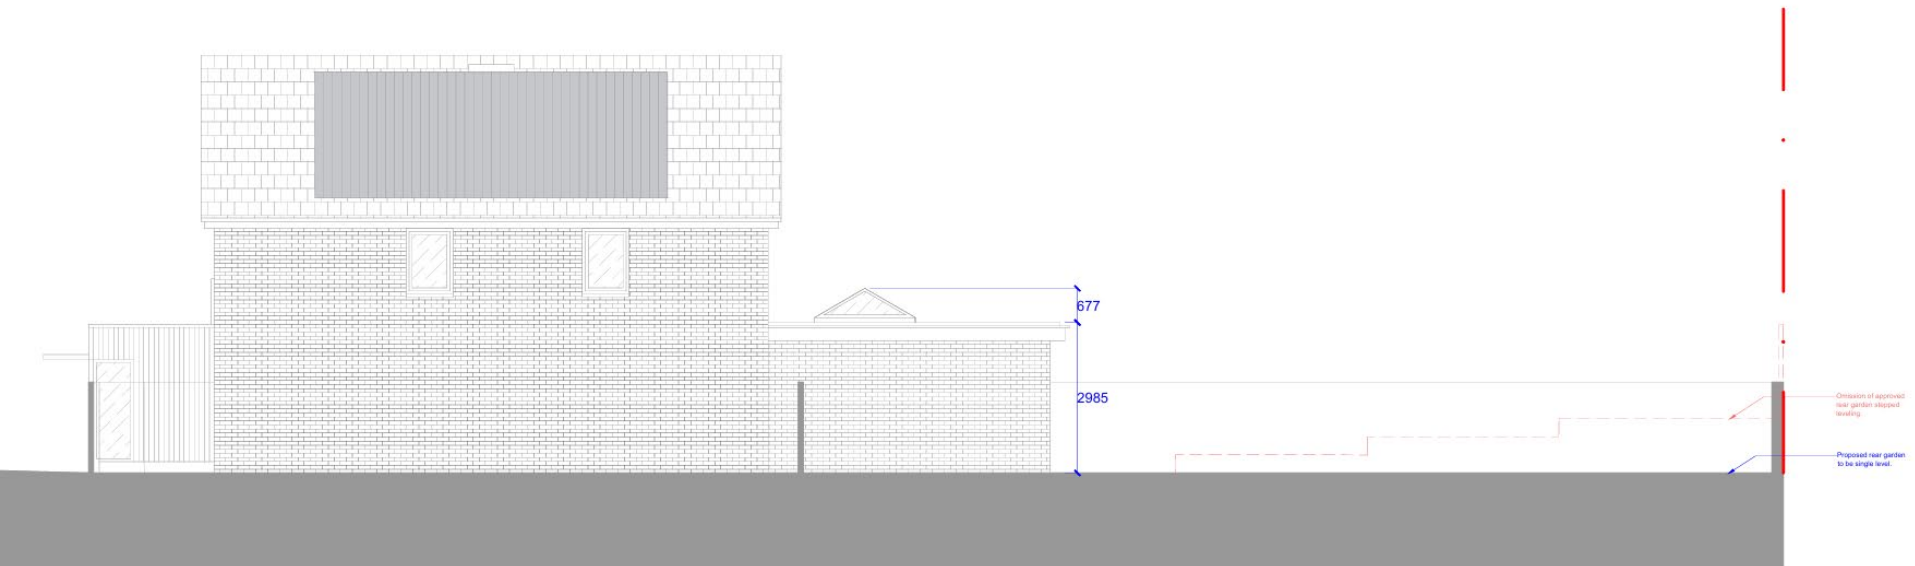 677
2985
Omission of approved
rear garden stepped
leveling.
Proposed rear garden
to be single level.